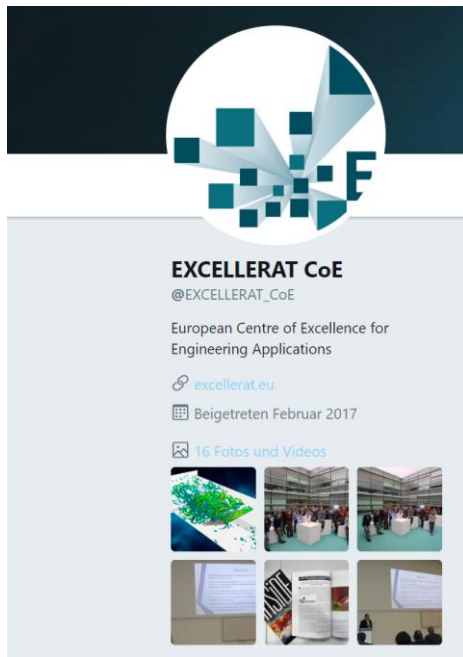 E
EXCELLERAT CoE
@EXCELLERAT_CoE
European Centre of Excellence for
Engineering Applications
excellerat.eu
Beigetreten Februar 2017
16 Fotos und Videos